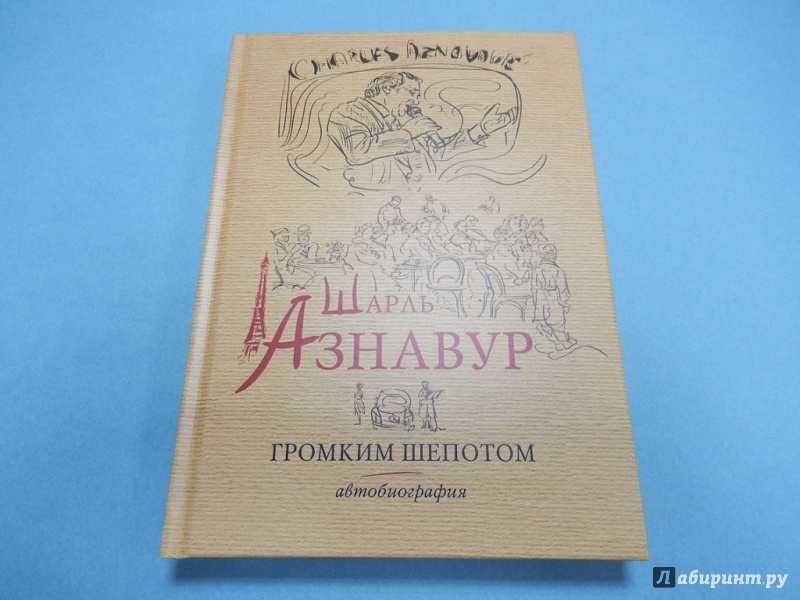 CHARLES AZNAVOUR
Шарль
Азнавур
ГРОМКИМ ШЕПОТОМ
автобиография
Лабиринт.ру